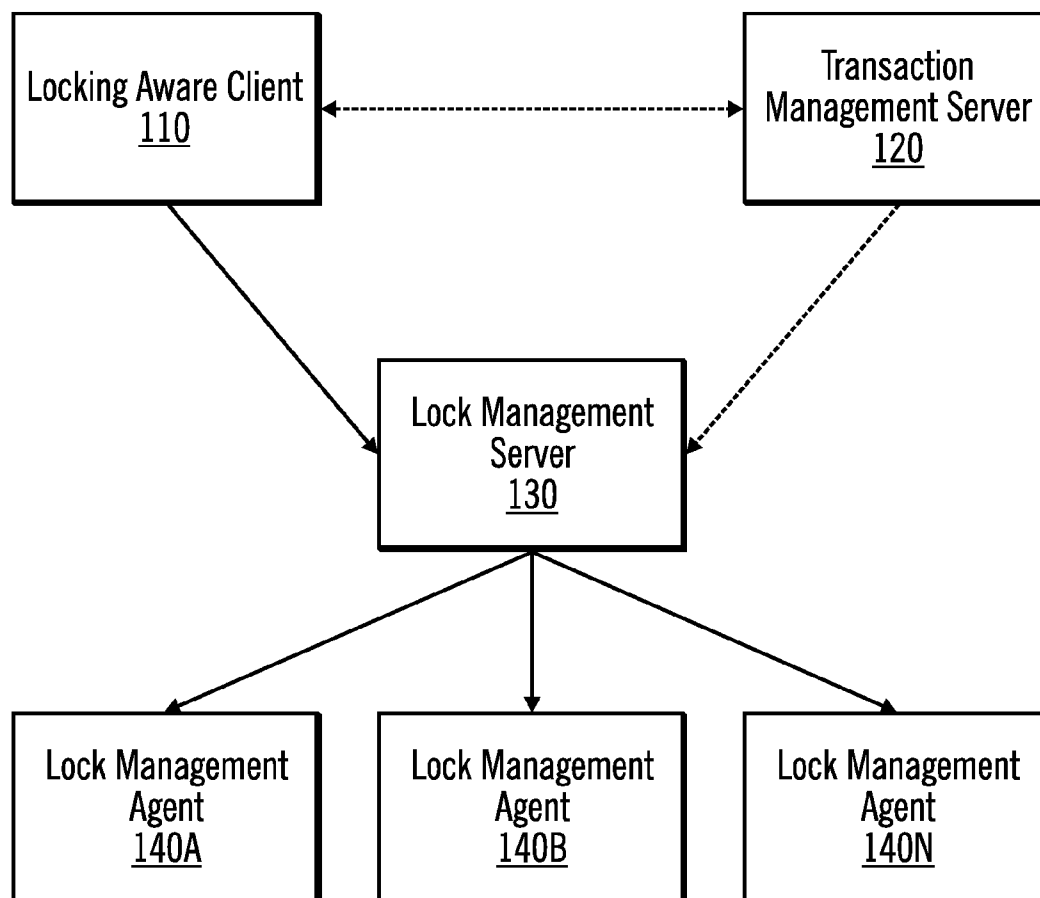 Locking Aware Client
110
Transaction
Management Server
120
Lock Management
Server
130
Lock Management
Agent
140A
Lock Management
Agent
140B
Lock Management
Agent
140N